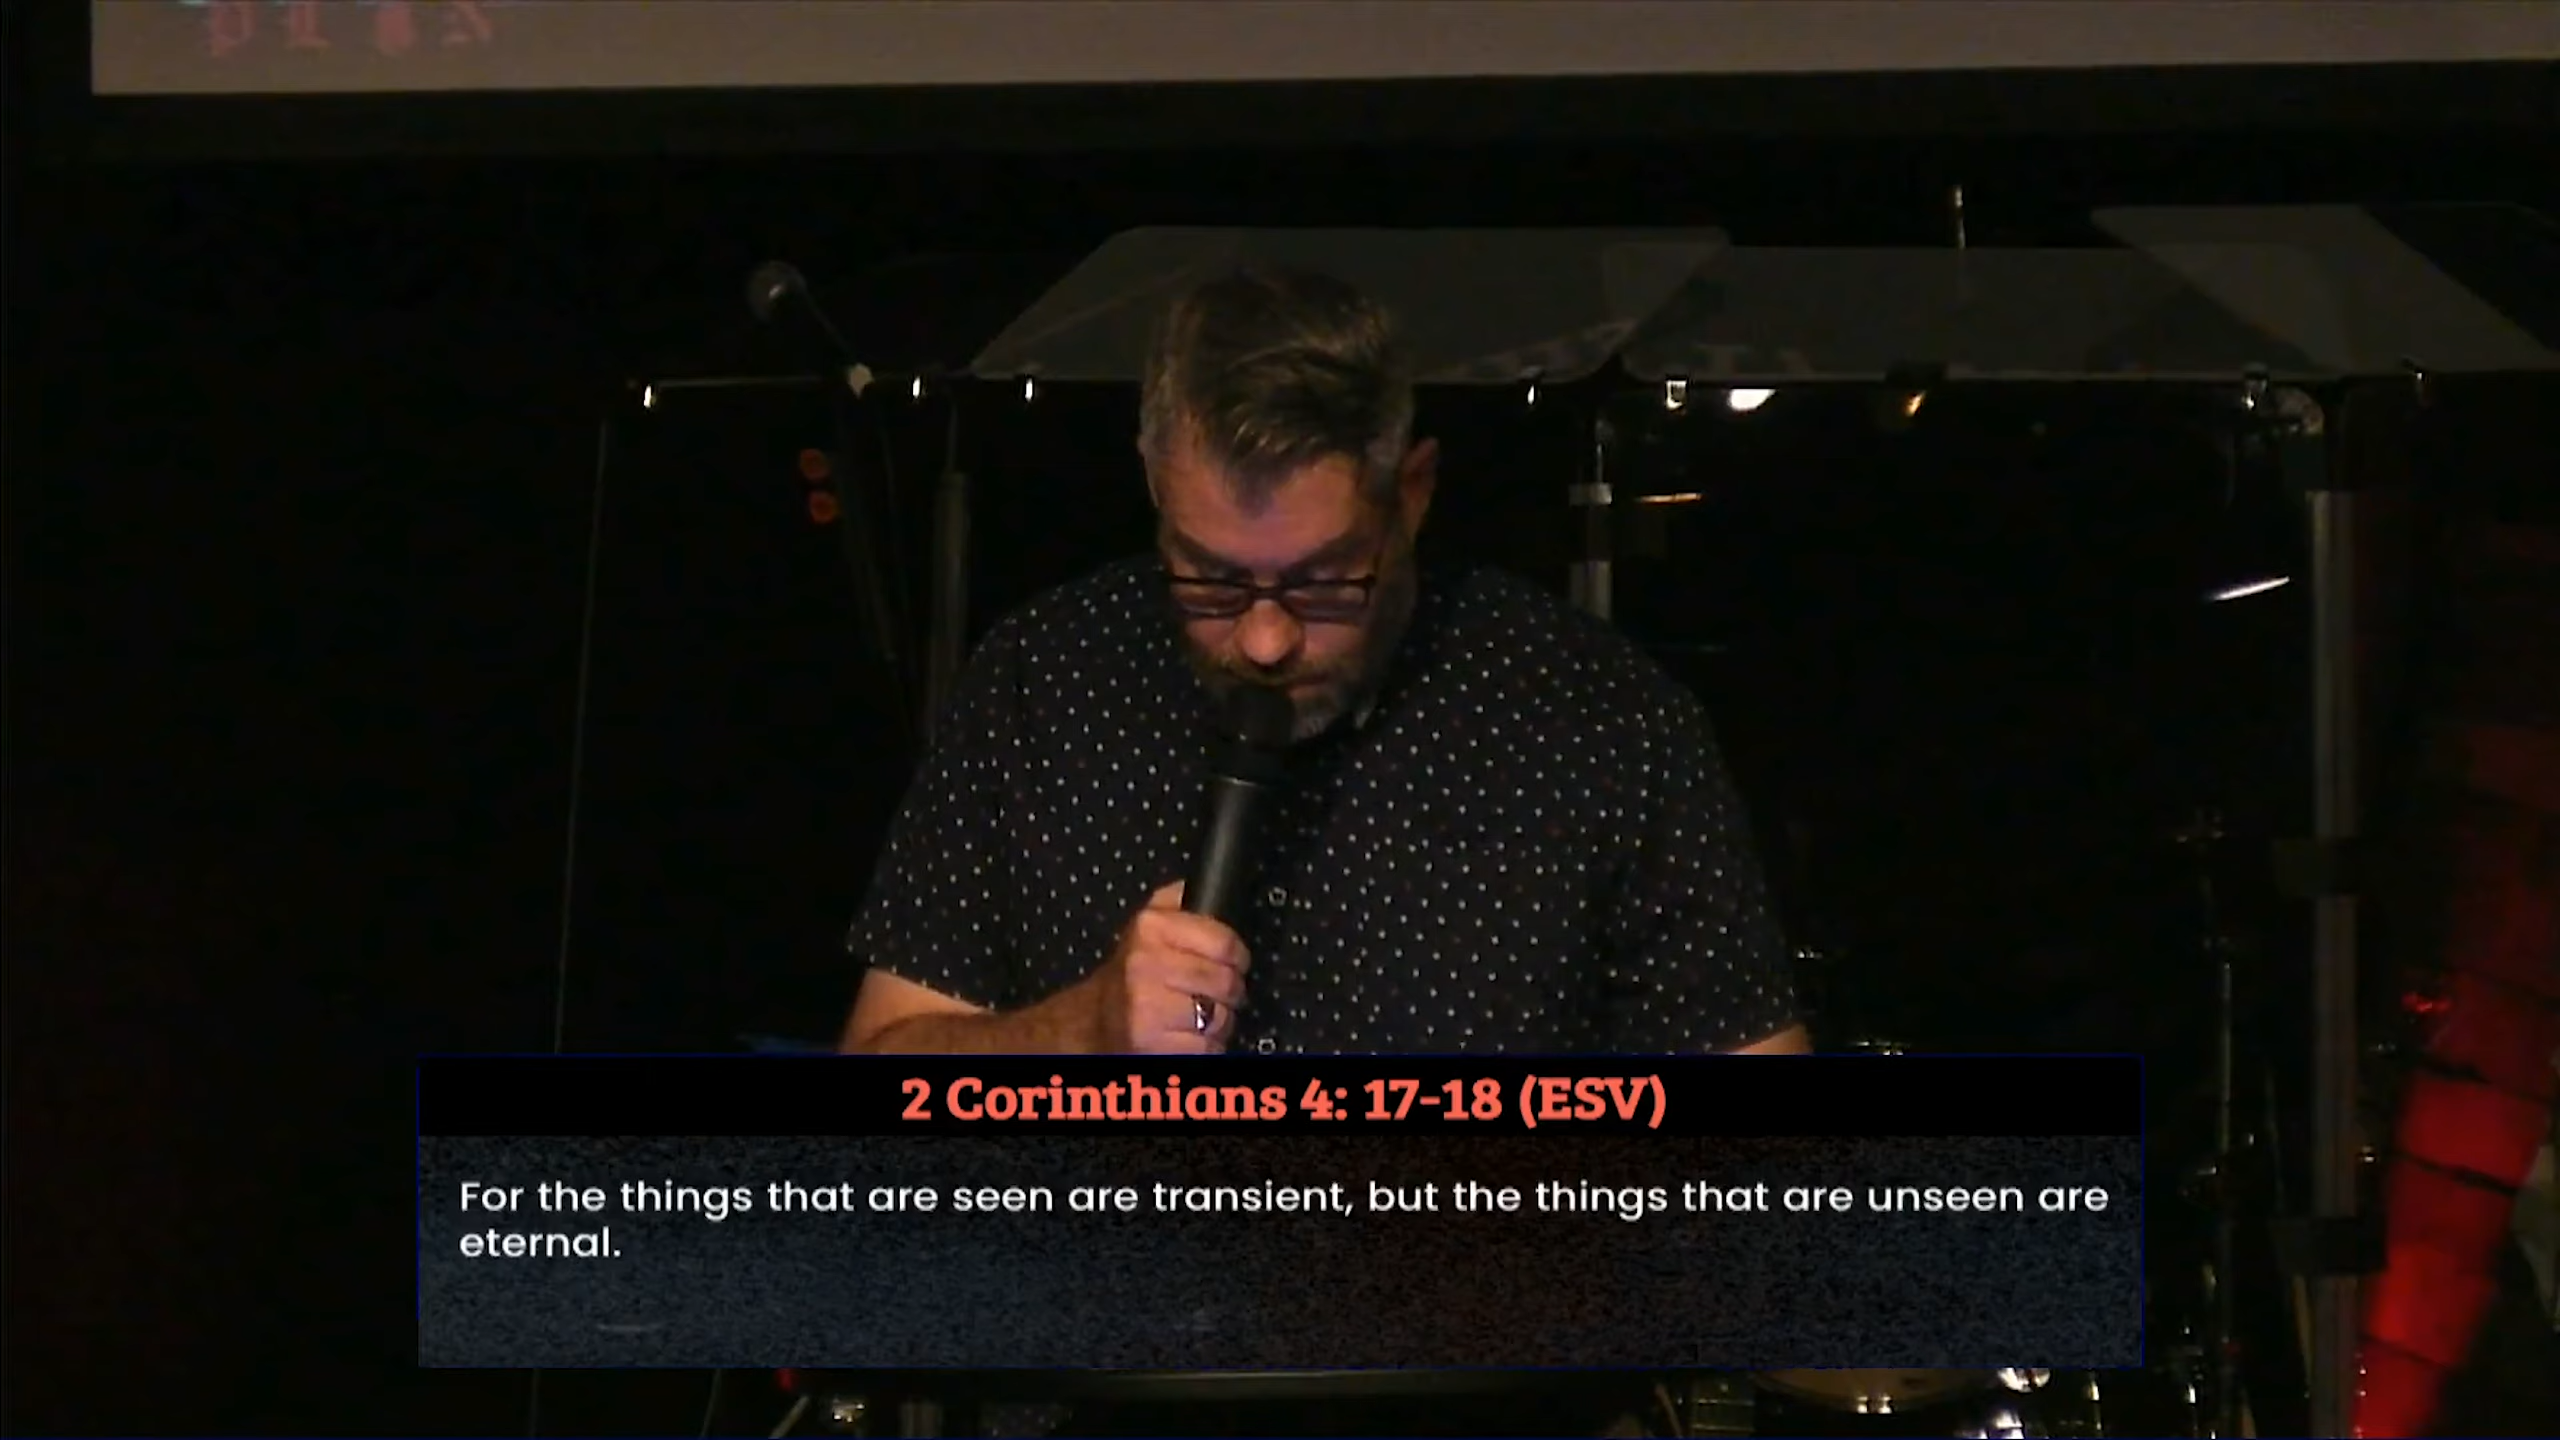 2 Corinthians 4: 17-18 (ESV)
For the things that are seen are transient, but the things that are unseen are
eternal.